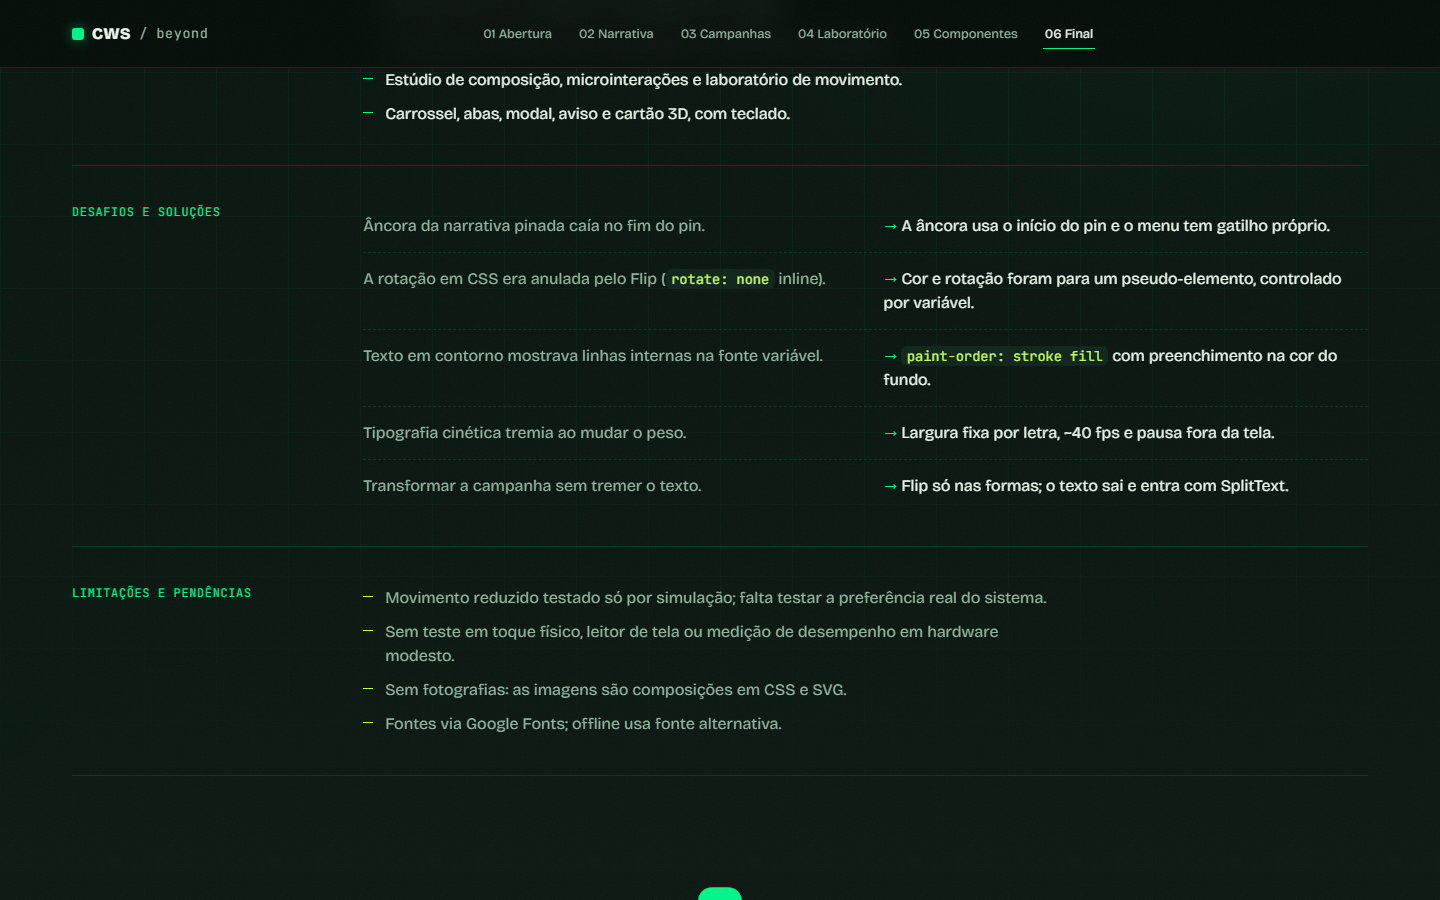 CWS / beyond
01 Abertura
02 Narrativa
03 Campanhas
04 Laboratório
05 Componentes
06 Final
— Estúdio de composição, microinterações e laboratório de movimento.
— Carrossel, abas, modal, aviso e cartão 3D, com teclado.
DESAFIOS E SOLUÇÕES
Âncora da narrativa pinada caía no fim do pin.
→ A âncora usa o início do pin e o menu tem gatilho próprio.
A rotação em CSS era anulada pelo Flip ( rotate: none inline).
→ Cor e rotação foram para um pseudo-elemento, controlado
por variável.
Texto em contorno mostrava linhas internas na fonte variável.
→ paint-order: stroke fill com preenchimento na cor do
fundo.
Tipografia cinética tremia ao mudar o peso.
→ Largura fixa por letra, ~40 fps e pausa fora da tela.
Transformar a campanha sem tremer o texto.
→ Flip só nas formas; o texto sai e entra com SplitText.
LIMITAÇÕES E PENDÊNCIAS
— Movimento reduzido testado só por simulação; falta testar a preferência real do sistema.
— Sem teste em toque físico, leitor de tela ou medição de desempenho em hardware
modesto.
— Sem fotografias: as imagens são composições em CSS e SVG.
— Fontes via Google Fonts; offline usa fonte alternativa.